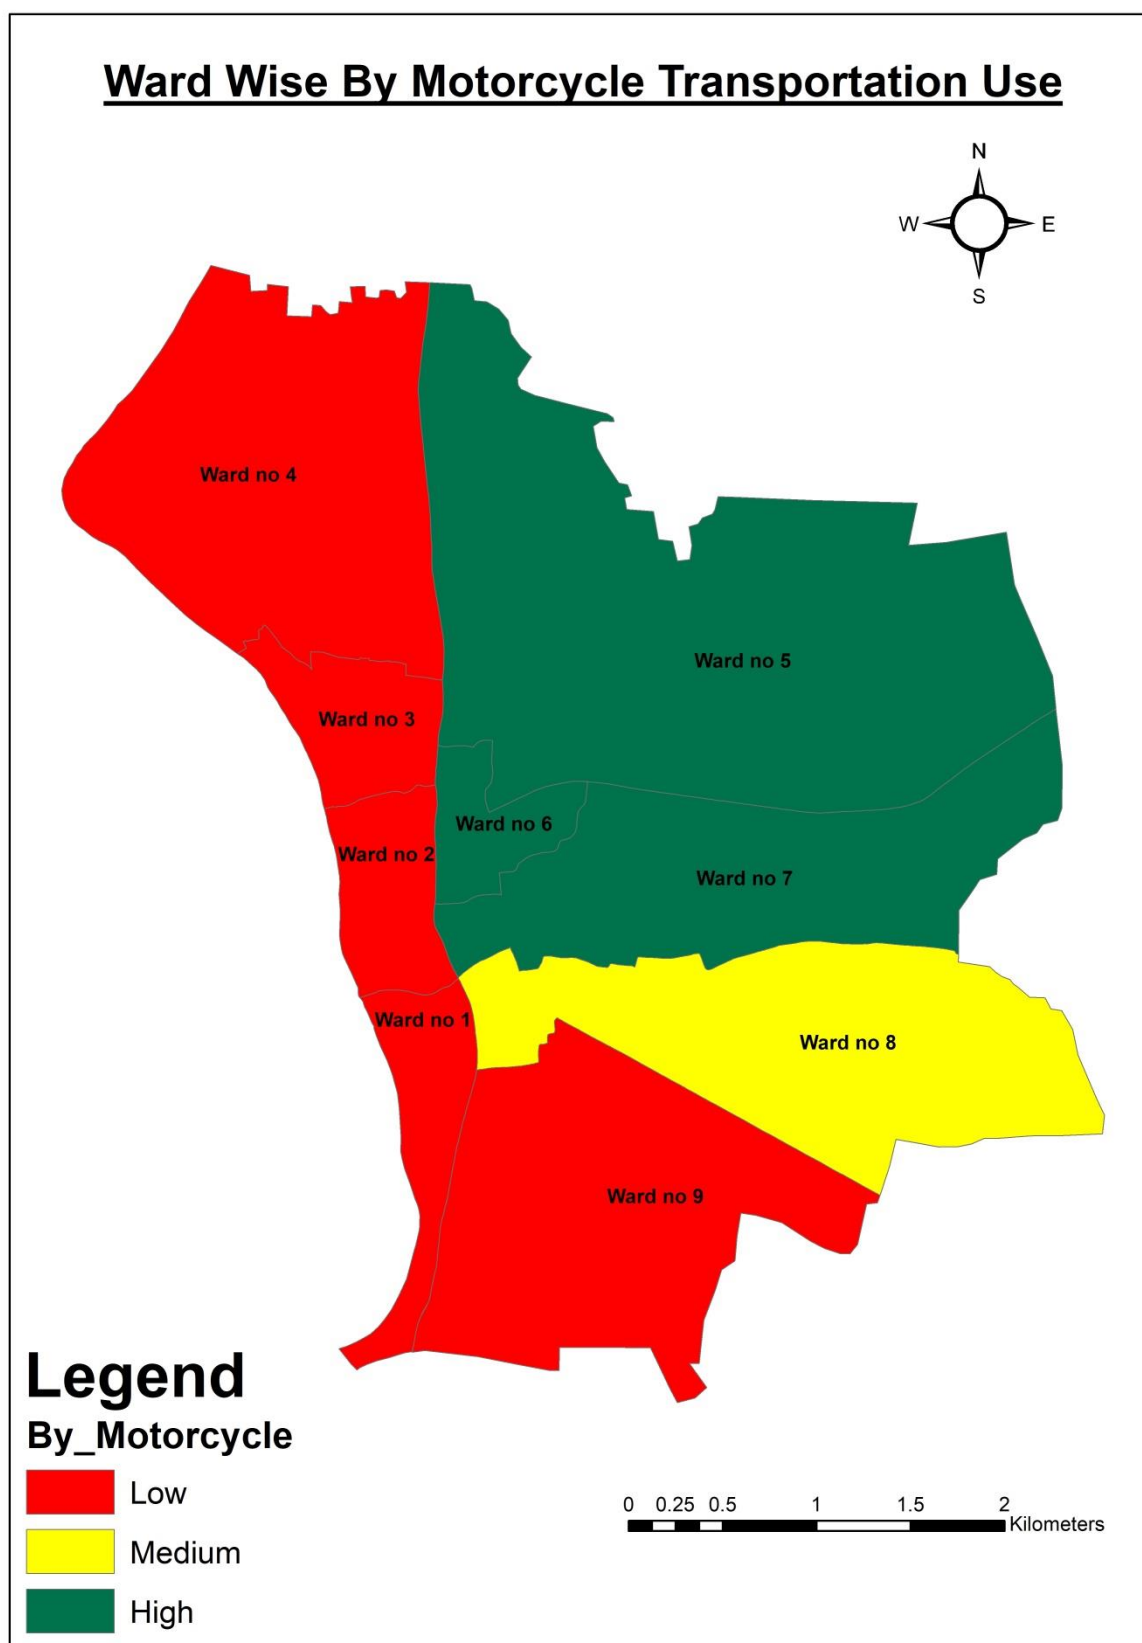 Ward Wise By Motorcycle Transportation Use
N
W E
S
Ward no 4
Ward no 5
Ward no 3
Ward no 6
Ward no 2
Ward no 7
Ward no 1
Ward no 8
Ward no 9
Legend
By_Motorcycle
Low
Medium
High
0 0.25 0.5 1 1.5 2
Kilometers